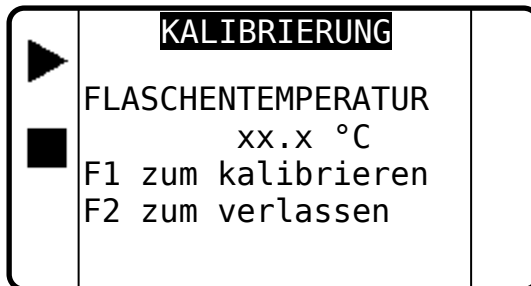 KALIBRIERUNG
FLASCHENTEMPERATUR
xx.x °C
F1 zum kalibrieren
F2 zum verlassen